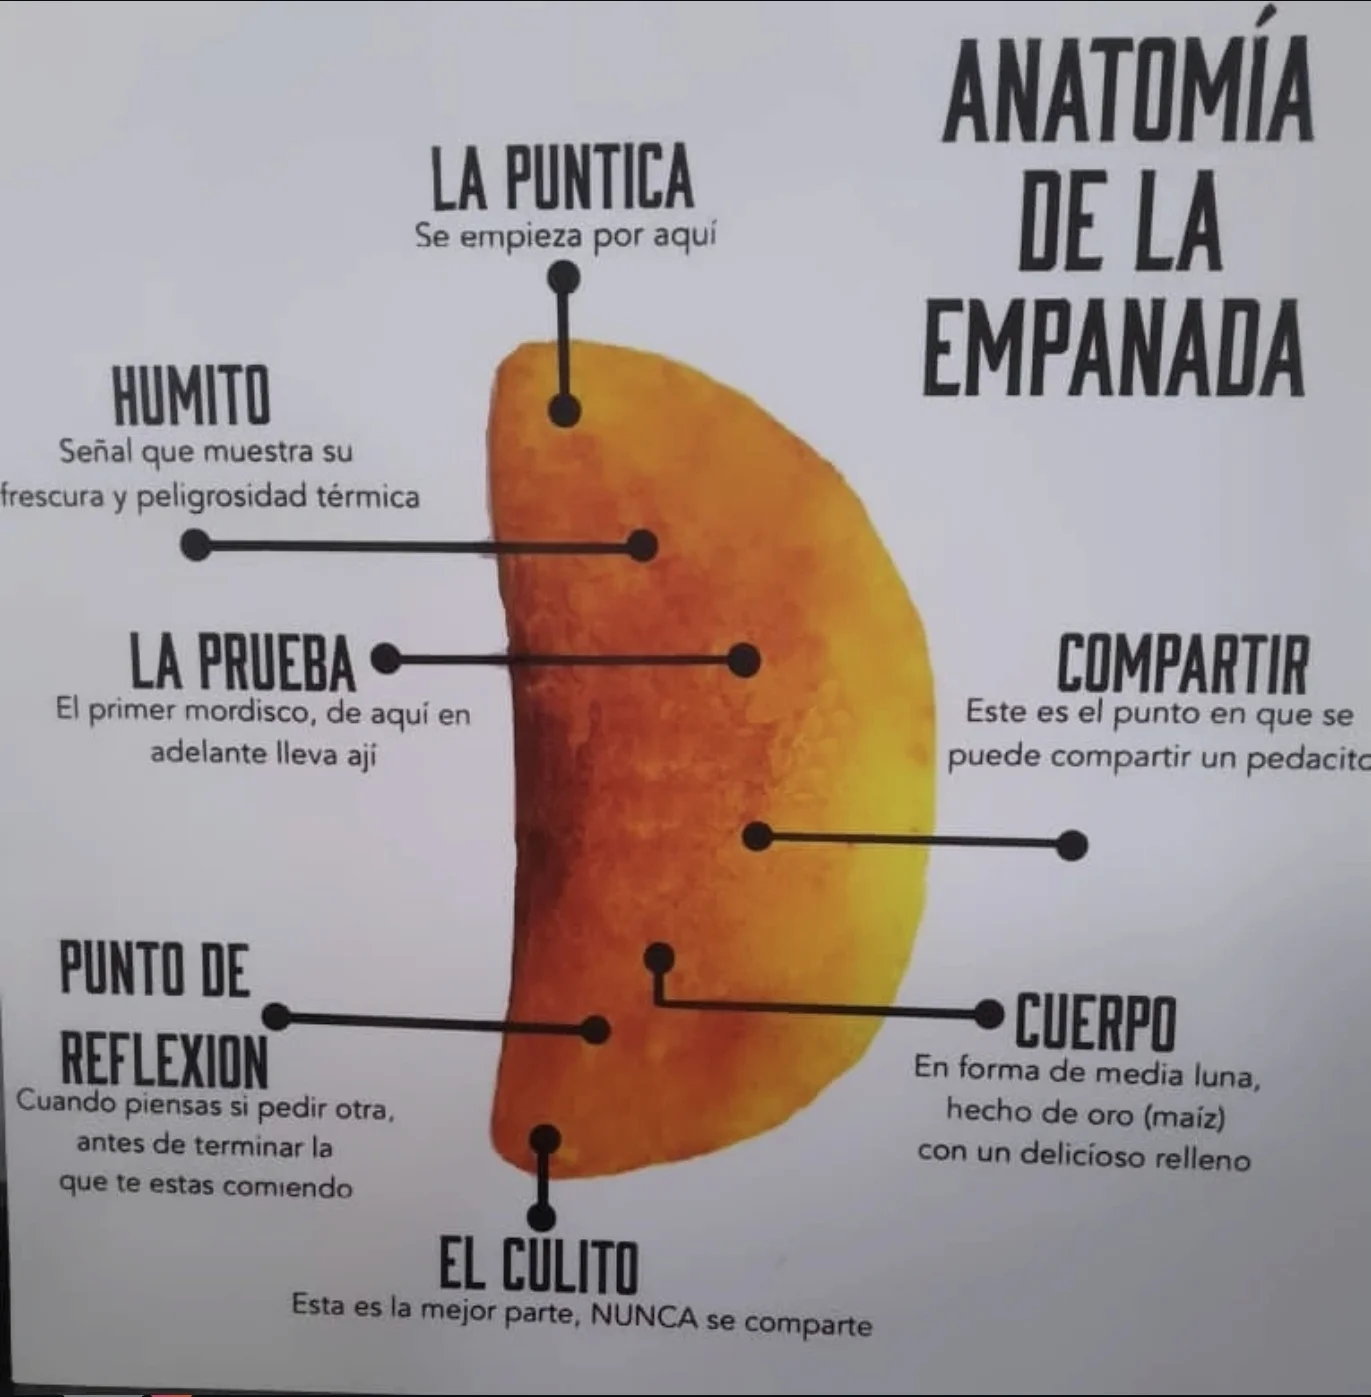 ANATOMÍA
DE LA
EMPANADA
LA PUNTICA
Se empieza por aquí
HUMITO
Señal que muestra su
frescura y peligrosidad térmica
LA PRUEBA
El primer mordisco, de aquí en
adelante lleva ají
COMPARTIR
Este es el punto en que se
puede compartir un pedacito
PUNTO DE
REFLEXION
Cuando piensas si pedir otra,
antes de terminar la
que te estas comiendo
CUERPO
En forma de media luna,
hecho de oro (maíz)
con un delicioso relleno
EL CULITO
Esta es la mejor parte, NUNCA se comparte